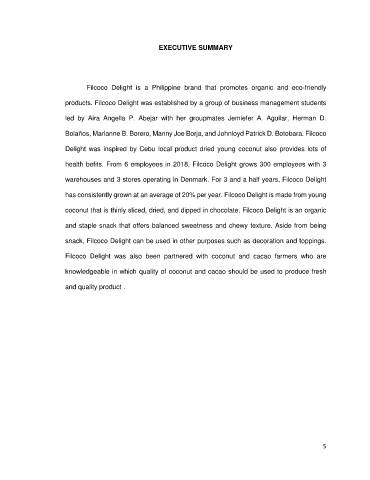 EXECUTIVE SUMMARY
Filcoco Delight is a Philippine brand that promotes organic and eco-friendly
products. Filcoco Delight was established by a group of business management students
led by Aira Angella P. Abejar with her groupmates Jemiefer A. Aguilar, Herman D.
Bolaños, Marianne B. Borero, Manny Joe Borja, and Johnloyd Patrick D. Botobara. Filcoco
Delight was inspired by Cebu local product dried young coconut also provides lots of
health befits. From 6 employees in 2018, Filcoco Delight grows 300 employees with 3
warehouses and 3 stores operating in Denmark. For 3 and a half years, Filcoco Delight
has consistently grown at an average of 20% per year. Filcoco Delight is made from young
coconut that is thinly sliced, dried, and dipped in chocolate. Filcoco Delight is an organic
and staple snack that offers balanced sweetness and chewy texture. Aside from being
snack, Filcoco Delight can be used in other purposes such as decoration and toppings.
Filcoco Delight was also been partnered with coconut and cacao farmers who are
knowledgeable in which quality of coconut and cacao should be used to produce fresh
and quality product .
5